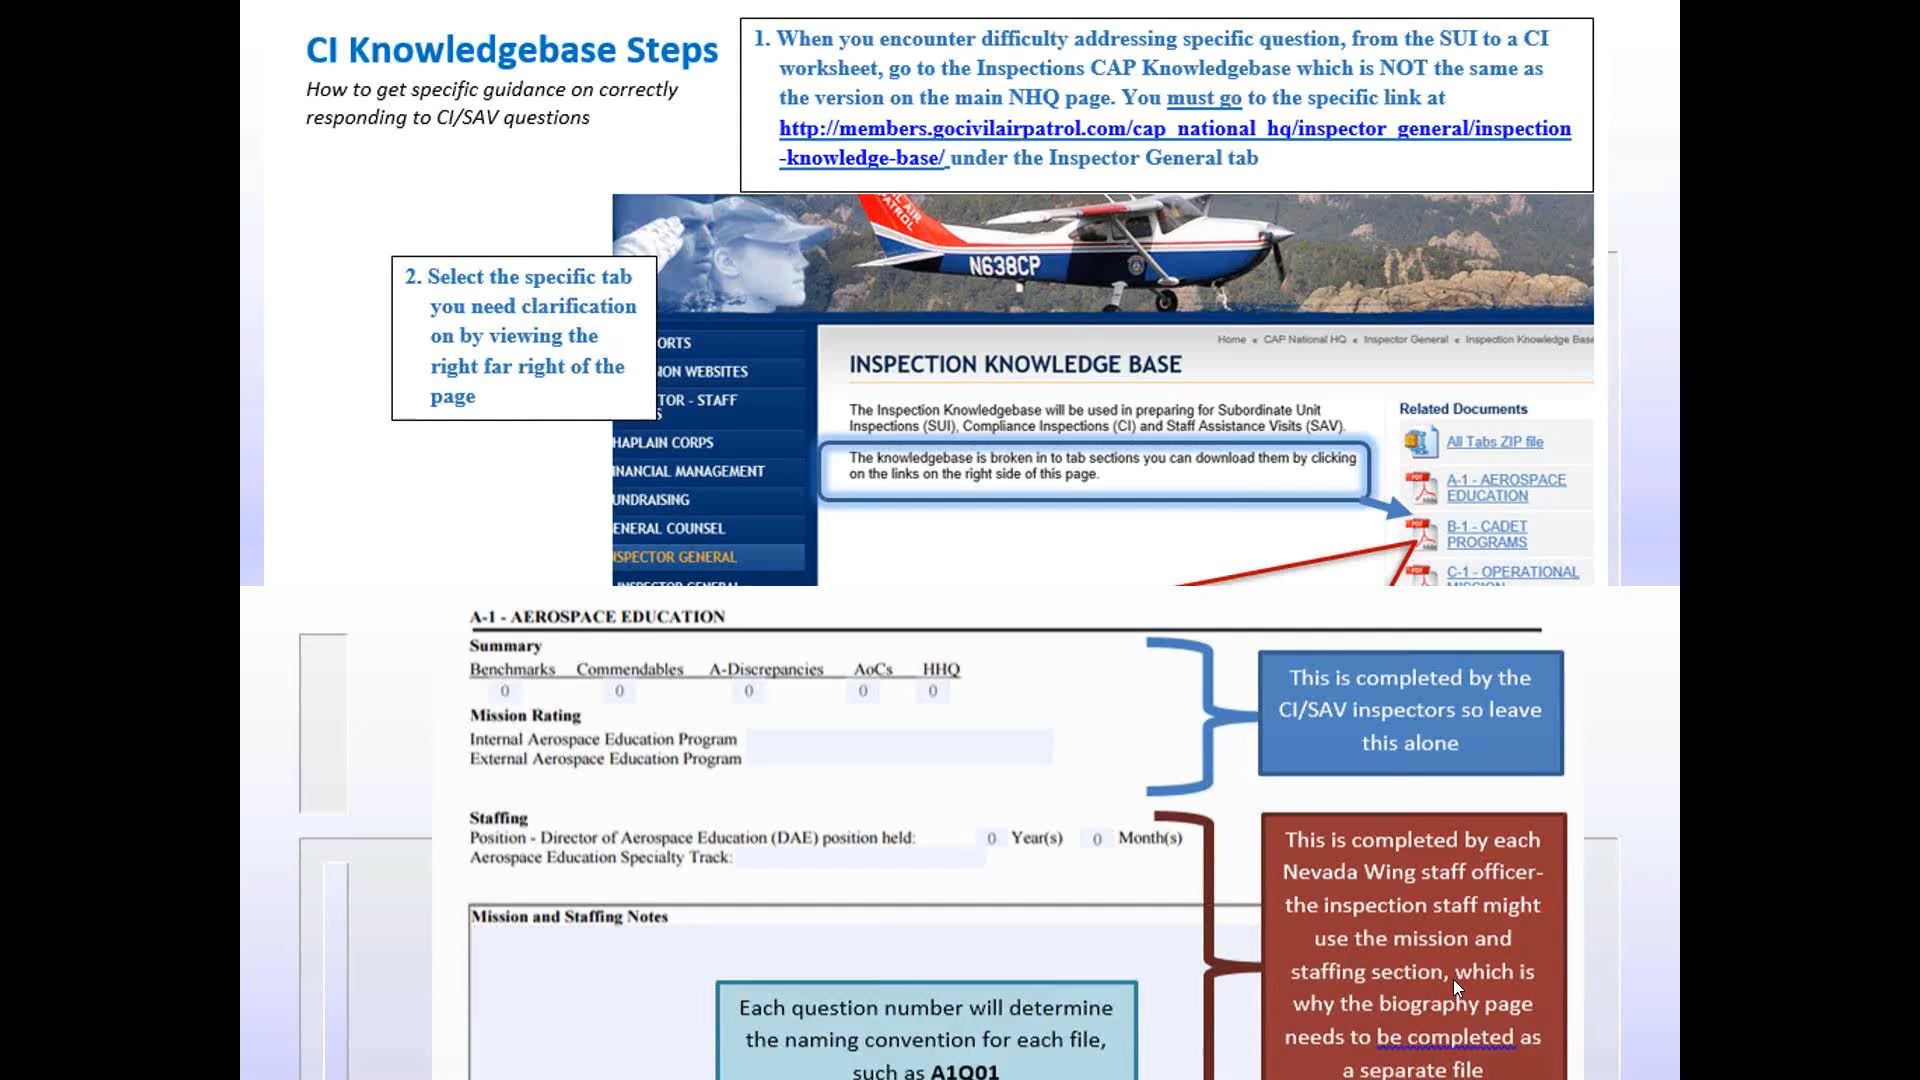 CI Knowledgebase Steps
How to get specific guidance on correctly
responding to CI/SAV questions
1. When you encounter difficulty addressing specific question, from the SUI to a CI
worksheet, go to the Inspections CAP Knowledgebase which is NOT the same as
the version on the main NHQ page. You must go to the specific link at
http://members.gocivilairpatrol.com/cap_national_hq/inspector_general/inspection
-knowledge-base/ under the Inspector General tab
2. Select the specific tab
you need clarification
on by viewing the
right far right of the
page
IL AIR
PATROL
N638CP
ORTS
ION WEBSITES
TOR - STAFF
S
HAPLAIN CORPS
NANCIAL MANAGEMENT
UNDRAISING
ENERAL COUNSEL
NSPECTOR GENERAL
INSPECTOR GENERAL
Home « CAP National HQ « Inspector General « Inspection Knowledge Base
INSPECTION KNOWLEDGE BASE
The Inspection Knowledgebase will be used in preparing for Subordinate Unit
Inspections (SUI), Compliance Inspections (CI) and Staff Assistance Visits (SAV).
The knowledgebase is broken in to tab sections you can download them by clicking
on the links on the right side of this page.
Related Documents
All Tabs ZIP file
A-1 - AEROSPACE
EDUCATION
B-1 - CADET
PROGRAMS
C-1 - OPERATIONAL
MISSION
A-1 - AEROSPACE EDUCATION
Summary
Benchmarks Commendables A-Discrepancies AoCs HHQ
0 0 0 0 0
Mission Rating
Internal Aerospace Education Program
External Aerospace Education Program
This is completed by the
CI/SAV inspectors so leave
this alone
Staffing
Position - Director of Aerospace Education (DAE) position held: 0 Year(s) 0 Month(s)
Aerospace Education Specialty Track:
Mission and Staffing Notes
This is completed by each
Nevada Wing staff officer-
the inspection staff might
use the mission and
staffing section, which is
why the biography page
needs to be completed as
a separate file
Each question number will determine
the naming convention for each file,
such as A1Q01